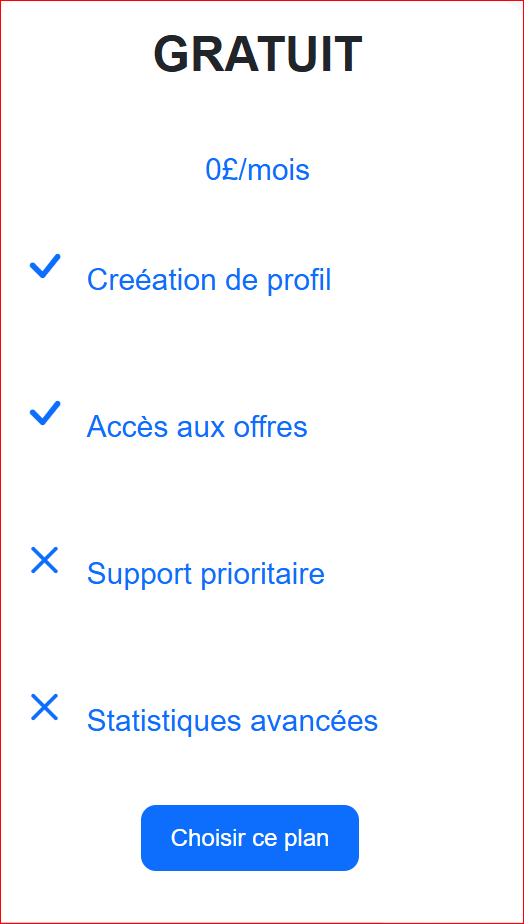 GRATUIT
0£/mois
Creéation de profil
Accès aux offres
Support prioritaire
Statistiques avancées
Choisir ce plan